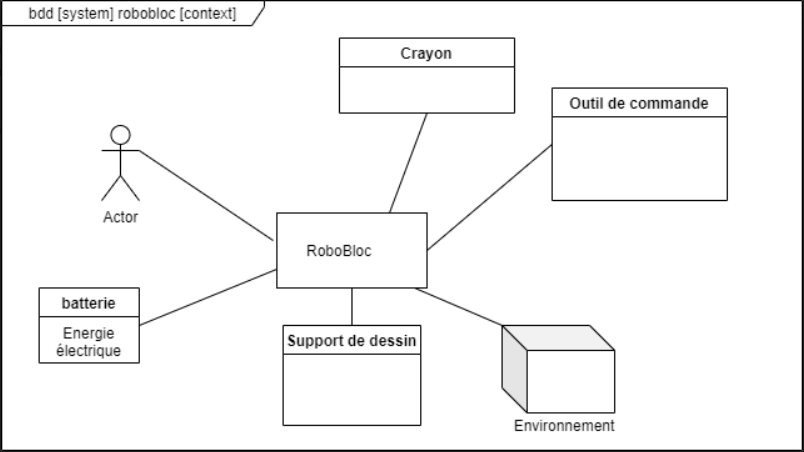 bdd [system] robobloc [context]
Crayon
Outil de commande
Actor
RoboBloc
batterie
Energie
électrique
Support de dessin
Environnement